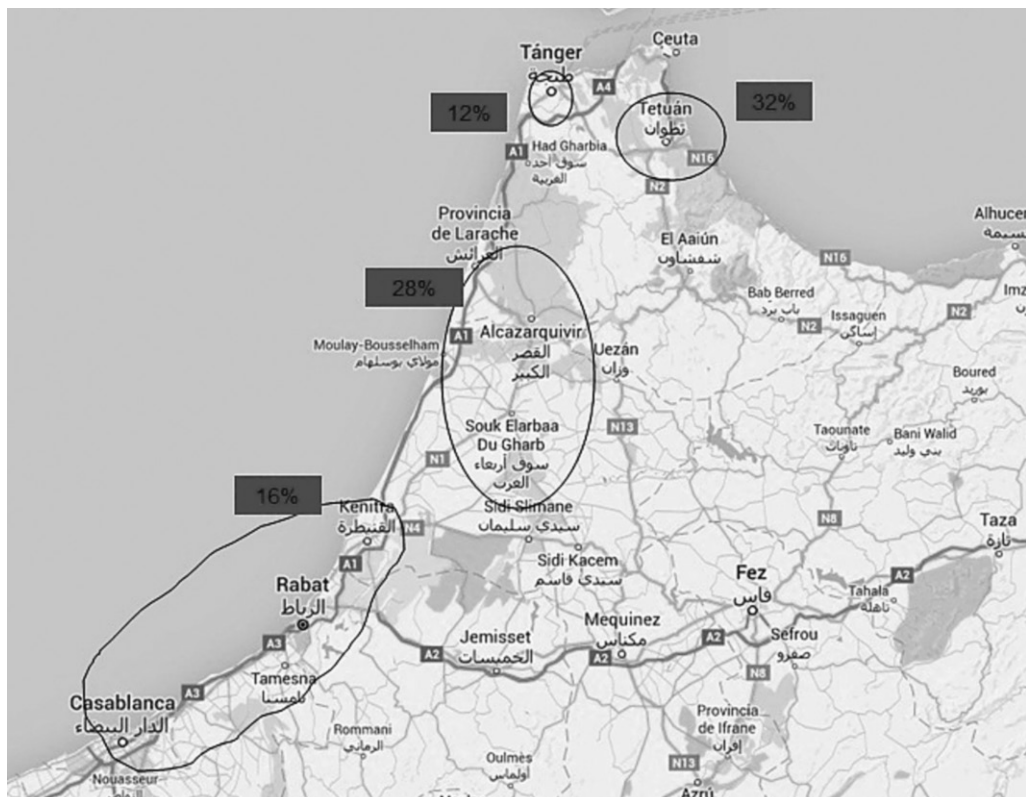 Ceuta
Tánger
طنجة
A4
12%
32%
Tetuán
تطوان
A1
Had Gharbia
سوق احد
الغربية
N16
N2
Provincia
de Larache
العرائش
Alhucer
El Aaiún
شفشاون
N16
28%
Bab Berred
باب برد
Issaguen
إساكن
N2
N2
Imz
Alcazarquivir
القصر
الكبير
A1
Moulay-Bousselham
مولاي بوسلهام
Uezán
وزان
Boured
بوريد
Souk Elarbaa
Du Gharb
سوق أربعاء
الغرب
N13
Taounate
تاونات
Bani Walid
بني وليد
N1
16%
Kenitra
القنيطرة
N4
Sidi Slimane
سيدي سليمان
N8
Taza
تازة
Sidi Kacem
سيدي قاسم
A1
Fez
فاس
A2
Tahala
تاهلة
Rabat
الرباط
Mequinez
مكناس
A2
Sefrou
صفرو
A3
Jemisset
الخميسات
A2
A2
N8
Tamesna
تامسنا
A3
Casablanca
الدار البيضاء
Rommani
الرماني
Provincia
de Ifrane
إفران
Oulmès
أولماس
N13
Nouasseur
Azrú